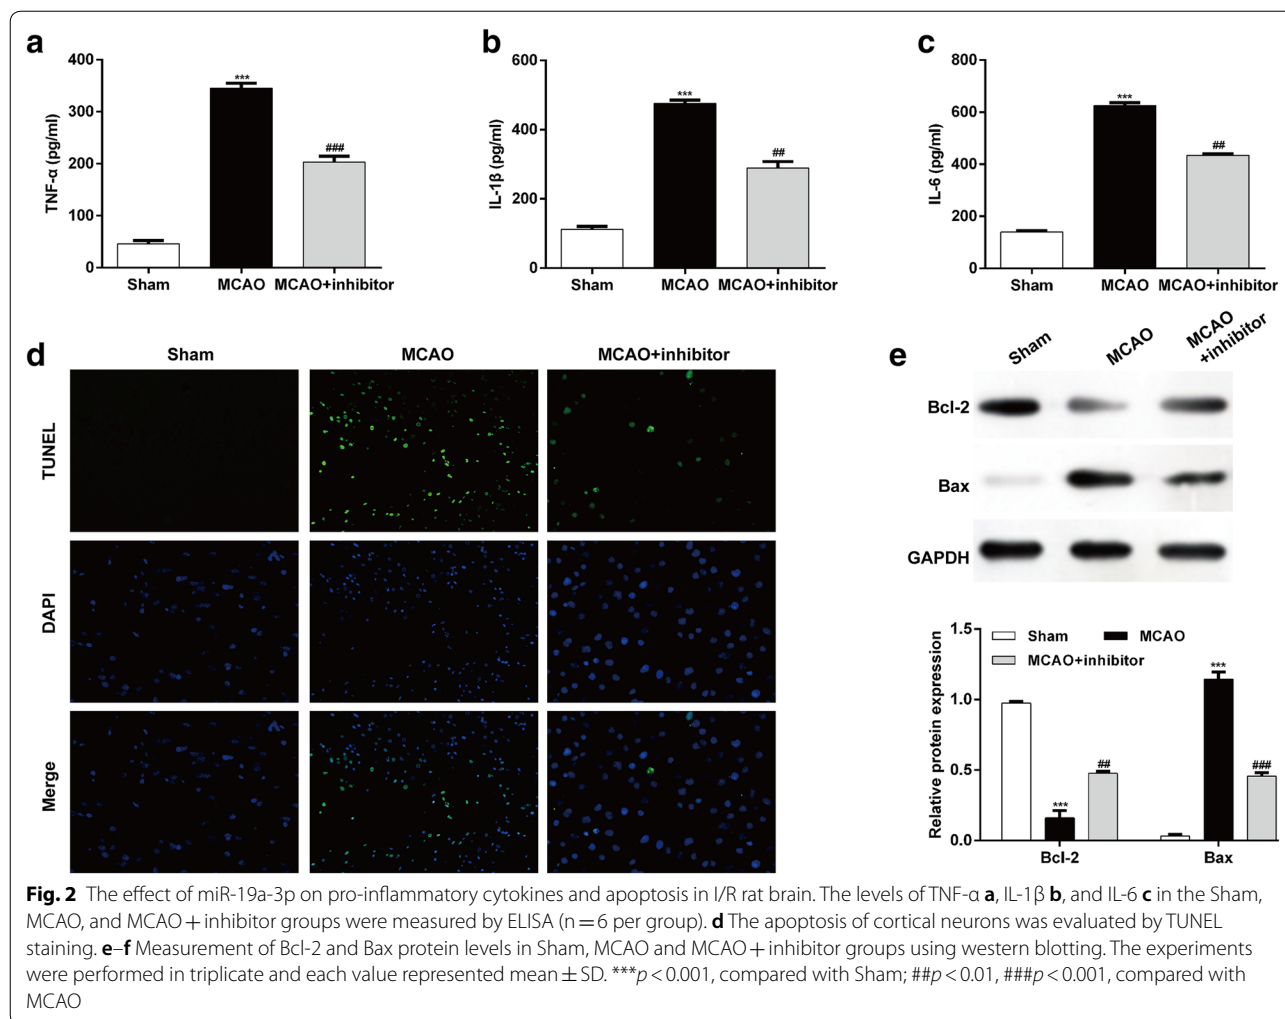 a
400
300
200
100
0
TNF-α (pg/ml)
***
###
Sham
MCAO
MCAO+inhibitor
b
600
400
200
0
IL-1β (pg/ml)
***
##
Sham
MCAO
MCAO+inhibitor
c
800
600
400
200
0
IL-6 (pg/ml)
***
##
Sham
MCAO
MCAO+inhibitor
d
Sham
MCAO
MCAO+inhibitor
TUNEL
DAPI
Merge
e
Sham
MCAO
MCAO
+inhibitor
Bcl-2
Bax
GAPDH
Relative protein expression
1.5
1.0
0.5
0.0
Sham
MCAO
MCAO+inhibitor
***
##
***
###
Bcl-2
Bax
Fig. 2 The effect of miR-19a-3p on pro-inflammatory cytokines and apoptosis in I/R rat brain. The levels of TNF-α a, IL-1β b, and IL-6 c in the Sham,
MCAO, and MCAO + inhibitor groups were measured by ELISA (n = 6 per group). d The apoptosis of cortical neurons was evaluated by TUNEL
staining. e–f Measurement of Bcl-2 and Bax protein levels in Sham, MCAO and MCAO + inhibitor groups using western blotting. The experiments
were performed in triplicate and each value represented mean ± SD. ***p < 0.001, compared with Sham; ##p < 0.01, ###p < 0.001, compared with
MCAO